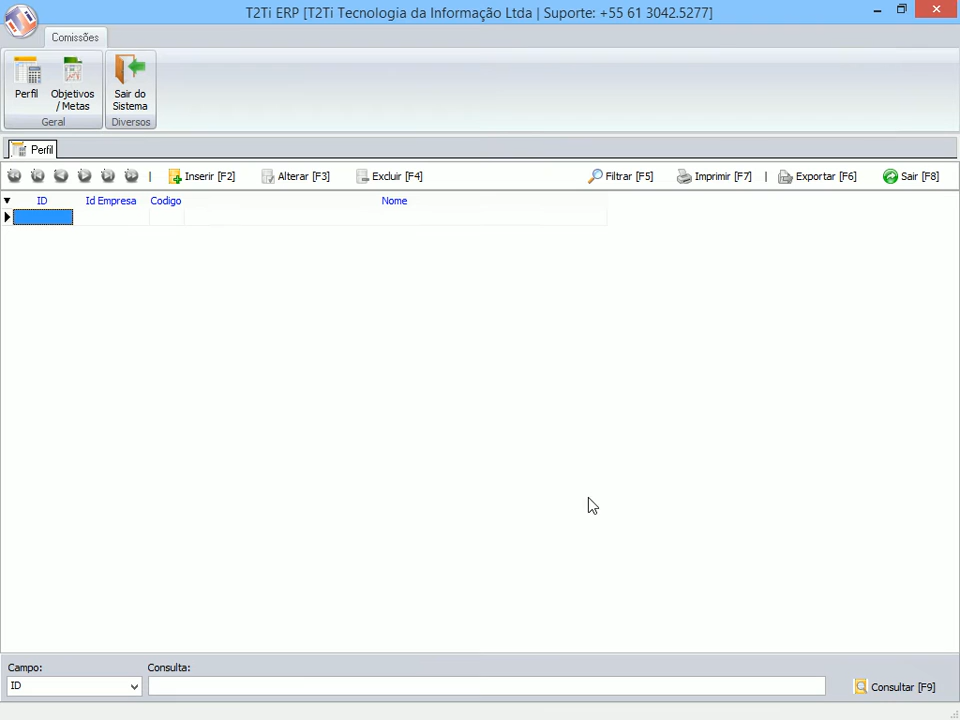 T2Ti ERP [T2Ti Tecnologia da Informação Ltda | Suporte: +55 61 3042.5277]
Comissões
Perfil
Objetivos / Metas
Sair do Sistema
Geral
Diversos
Perfil
Inserir [F2]
Alterar [F3]
Excluir [F4]
Filtrar [F5]
Imprimir [F7]
Exportar [F6]
Sair [F8]
ID
Id Empresa
Codigo
Nome
Campo:
Consulta:
ID
Consultar [F9]